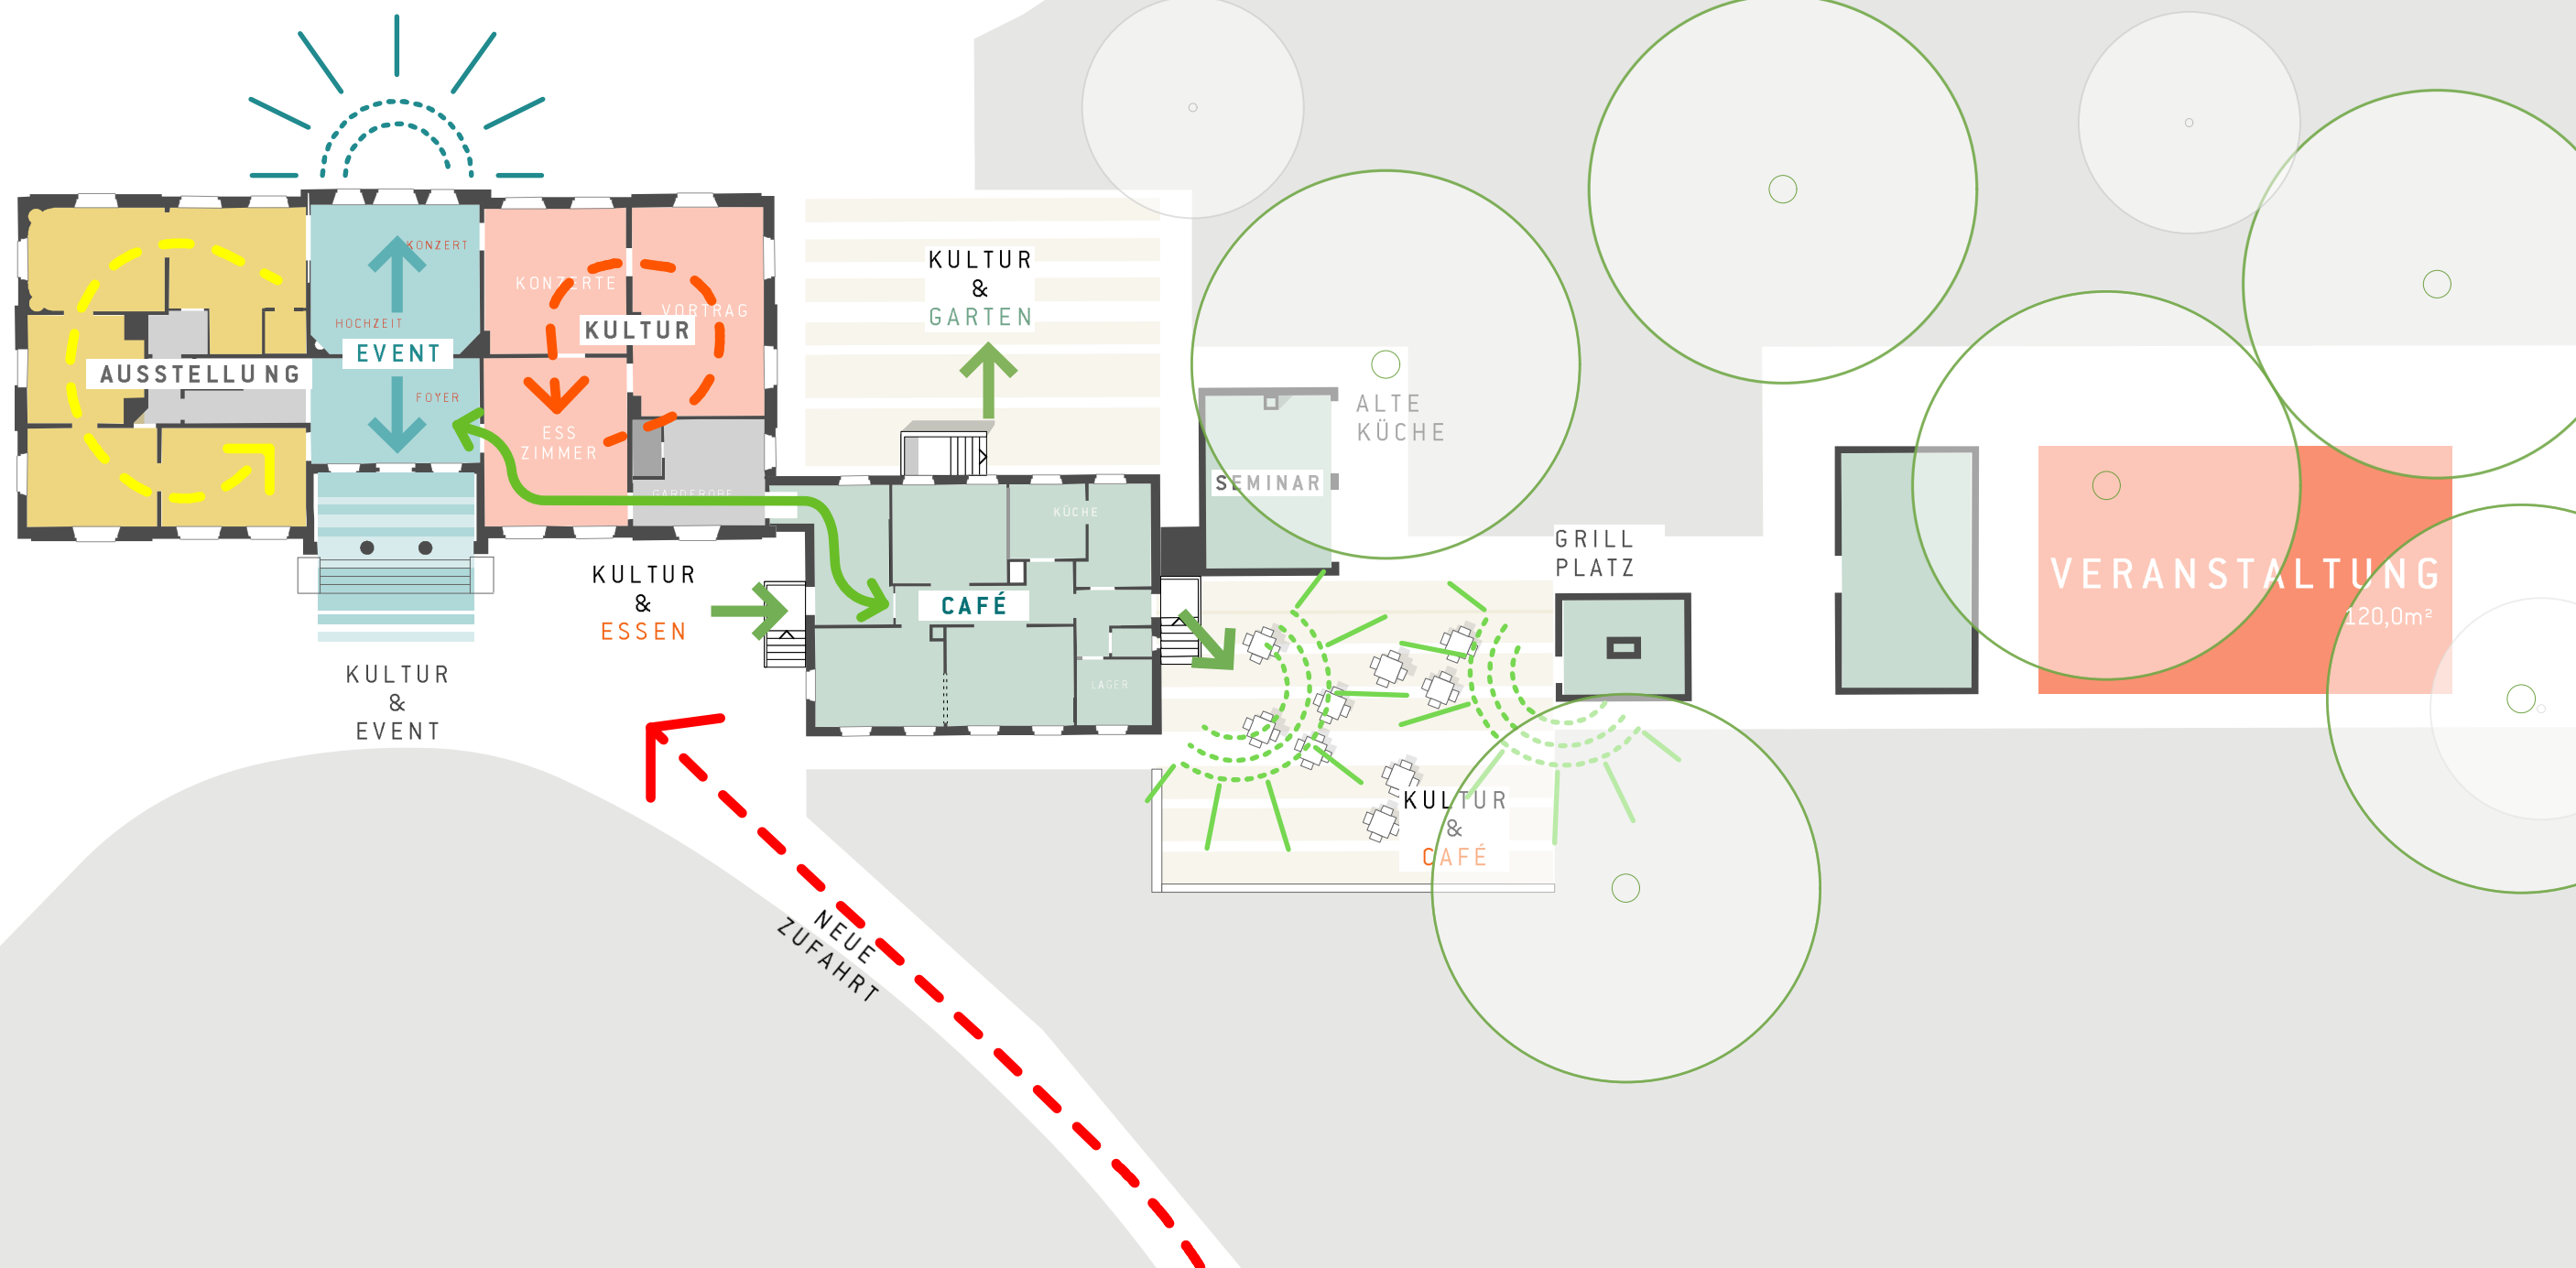 KONZERT
HOCHZEIT
EVENT
AUSSTELLUNG
FOYER
KONZERTE
VORTRAG
KULTUR
ESS
ZIMMER
GARDEROBE
KULTUR
&
GARTEN
KÜCHE
CAFÉ
LAGER
ALTE
KÜCHE
SEMINAR
GRILL
PLATZ
VERANSTALTUNG
120,0m²
KULTUR
&
ESSEN
KULTUR
&
EVENT
KULTUR
&
CAFÉ
NEUE
ZUFAHRT